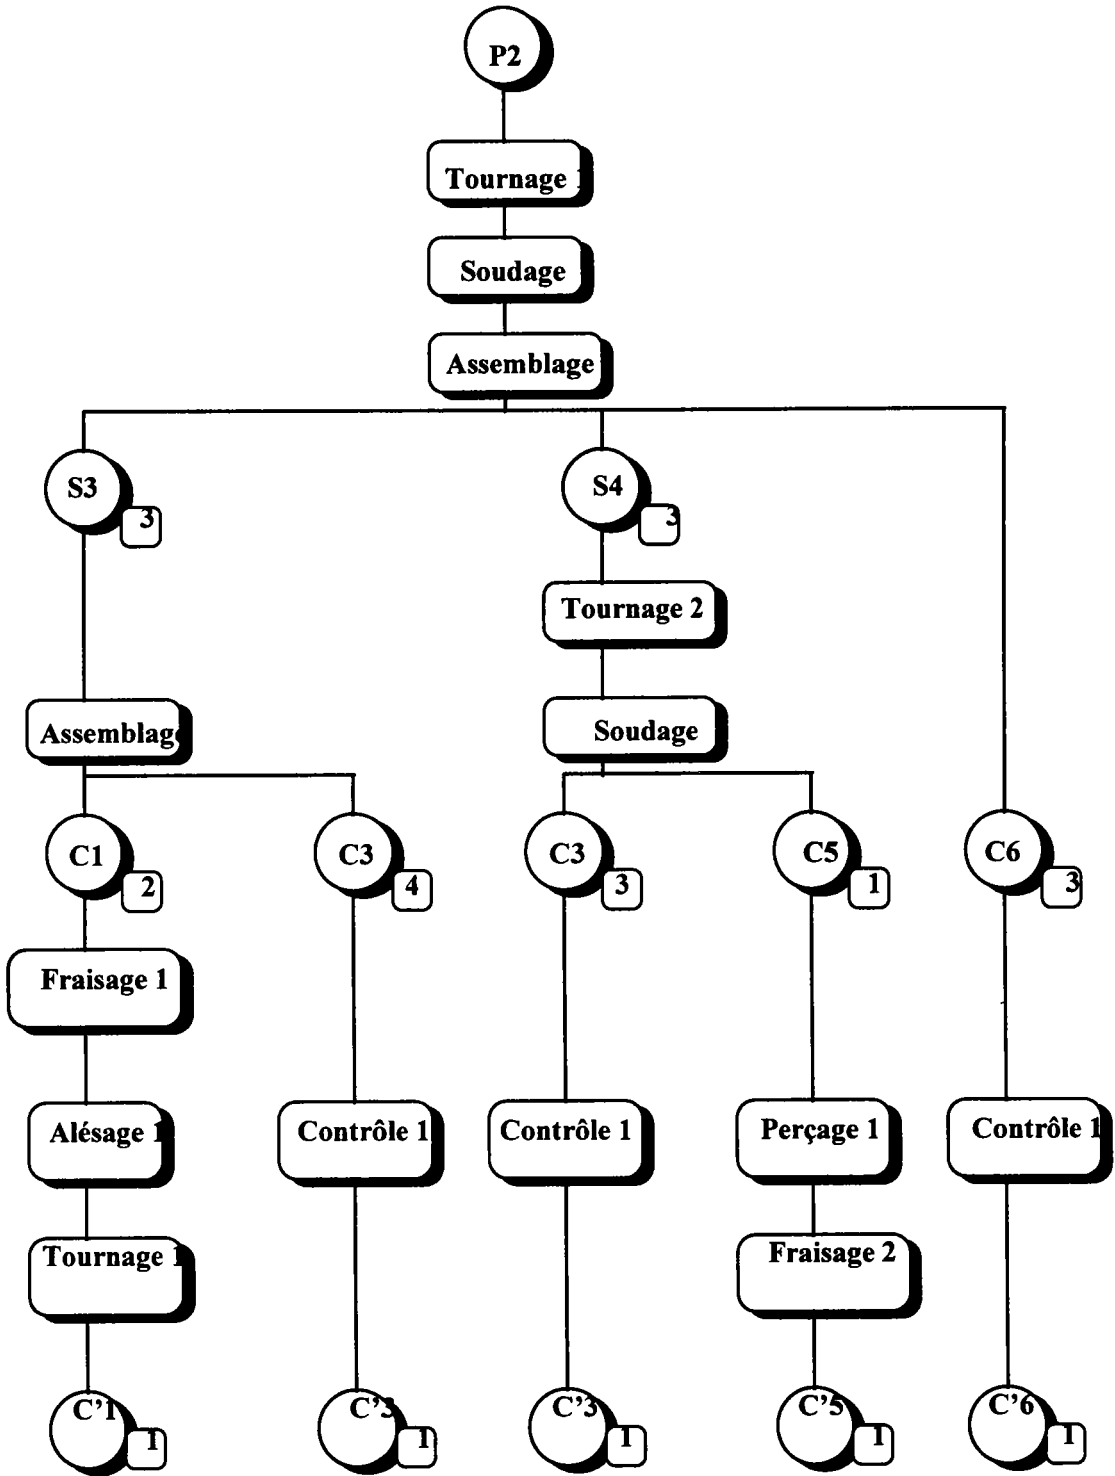 P2
Tournage
Soudage
Assemblage
S3
3
S4
3
Tournage 2
Soudage
Assemblage
C1
2
C3
4
C3
3
C5
1
C6
3
Fraisage 1
Alésage 1
Contrôle 1
Contrôle 1
Perçage 1
Contrôle 1
Tournage 1
Fraisage 2
C'1
1
C'3
1
C'3
1
C'5
1
C'6
1